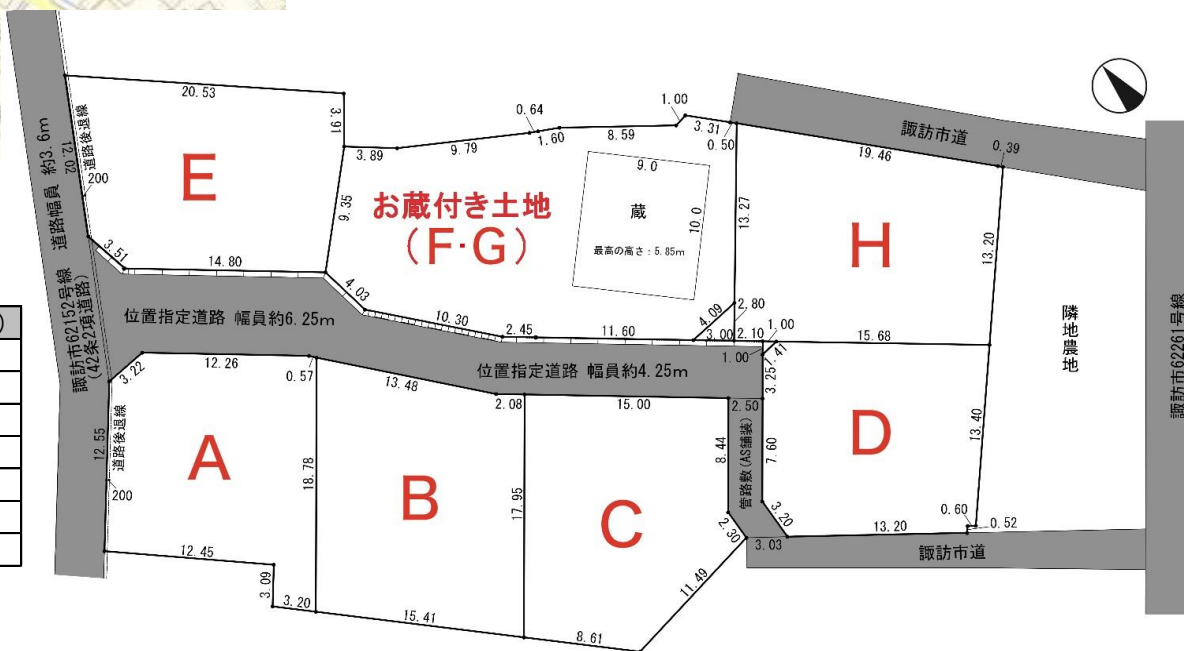 20.53
3.91
道路後退線
12.02
200
E
3.89
9.79
0.64
1.60
8.59
1.00
3.31
0.50
諏訪市道
19.46
0.39
諏訪市62152号線 道路幅員 約3.6m
(42条2項道路)
お蔵付き土地
(F·G)
9.35
9.0
蔵
10.0
最高の高さ：5.85m
13.27
H
13.20
3.51
14.80
4.03
10.30
2.45
11.60
4.09
3.00
2.80
2.10
1.00
1.00
1.41
15.68
隣地農地
諏訪市62261号線
位置指定道路 幅員約6.25m
位置指定道路 幅員約4.25m
3.22
12.26
0.57
13.48
2.08
15.00
2.50
3.25
12.55
道路後退線
200
A
18.78
B
17.95
C
8.44
管路敷(AS舗装)
7.60
D
13.40
2.30
3.20
3.03
13.20
0.60
0.52
諏訪市道
12.45
3.09
3.20
15.41
8.61
11.49
)